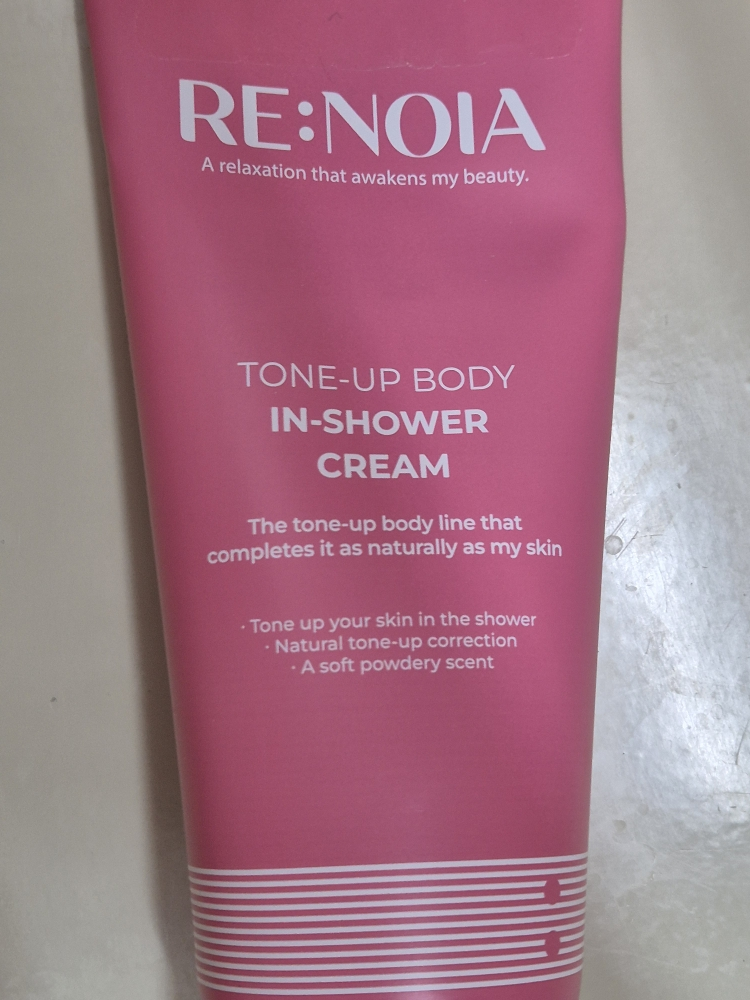 RE:NOIA
A relaxation that awakens my beauty.
TONE-UP BODY
IN-SHOWER
CREAM
The tone-up body line that
completes it as naturally as my skin
· Tone up your skin in the shower
· Natural tone-up correction
· A soft powdery scent